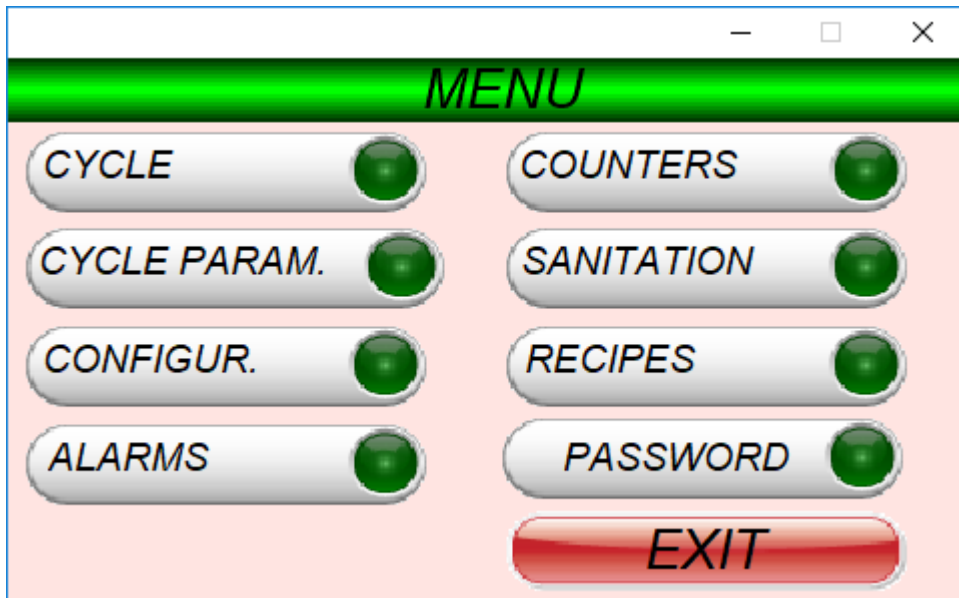 MENU
CYCLE
COUNTERS
CYCLE PARAM.
SANITATION
CONFIGUR.
RECIPES
ALARMS
PASSWORD
EXIT